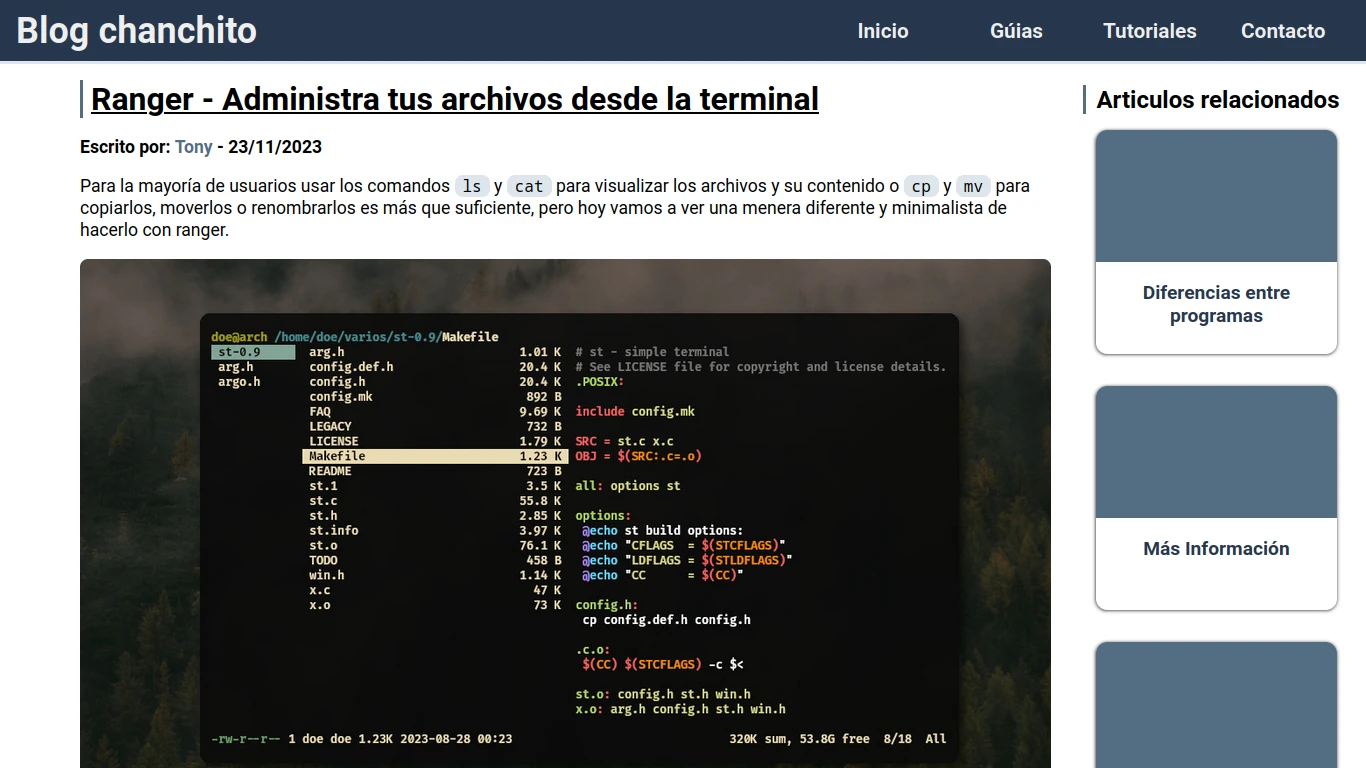 Blog chanchito
Inicio
Gúias
Tutoriales
Contacto
Ranger - Administra tus archivos desde la terminal
Escrito por: Tony - 23/11/2023
Para la mayoría de usuarios usar los comandos ls y cat para visualizar los archivos y su contenido o cp y mv para
copiarlos, moverlos o renombrarlos es más que suficiente, pero hoy vamos a ver una menera diferente y minimalista de
hacerlo con ranger.
doe@arch /home/doe/varios/st-0.9/Makefile
st-0.9 arg.h 1.01 K # st - simple terminal
arg.h config.def.h 20.4 K # See LICENSE file for copyright and license details.
argo.h config.h 20.4 K .POSIX:
config.mk 892 B
FAQ 9.69 K include config.mk
LEGACY 732 B
LICENSE 1.79 K SRC = st.c x.c
Makefile 1.23 K OBJ = $(SRC:.c=.o)
README 723 B
st.1 3.5 K all: options st
st.c 55.8 K
st.h 2.85 K options:
st.info 3.97 K @echo st build options:
st.o 76.1 K @echo "CFLAGS = $(STCFLAGS)"
TODO 458 B @echo "LDFLAGS = $(STLDFLAGS)"
win.h 1.14 K @echo "CC = $(CC)"
x.c 47 K
x.o 73 K config.h:
cp config.def.h config.h
.c.o:
$(CC) $(STCFLAGS) -c $<
st.o: config.h st.h win.h
x.o: arg.h config.h st.h win.h
-rw-r--r-- 1 doe doe 1.23K 2023-08-28 00:23 320K sum, 53.8G free 8/18 All
Articulos relacionados
Diferencias entre
programas
Más Información